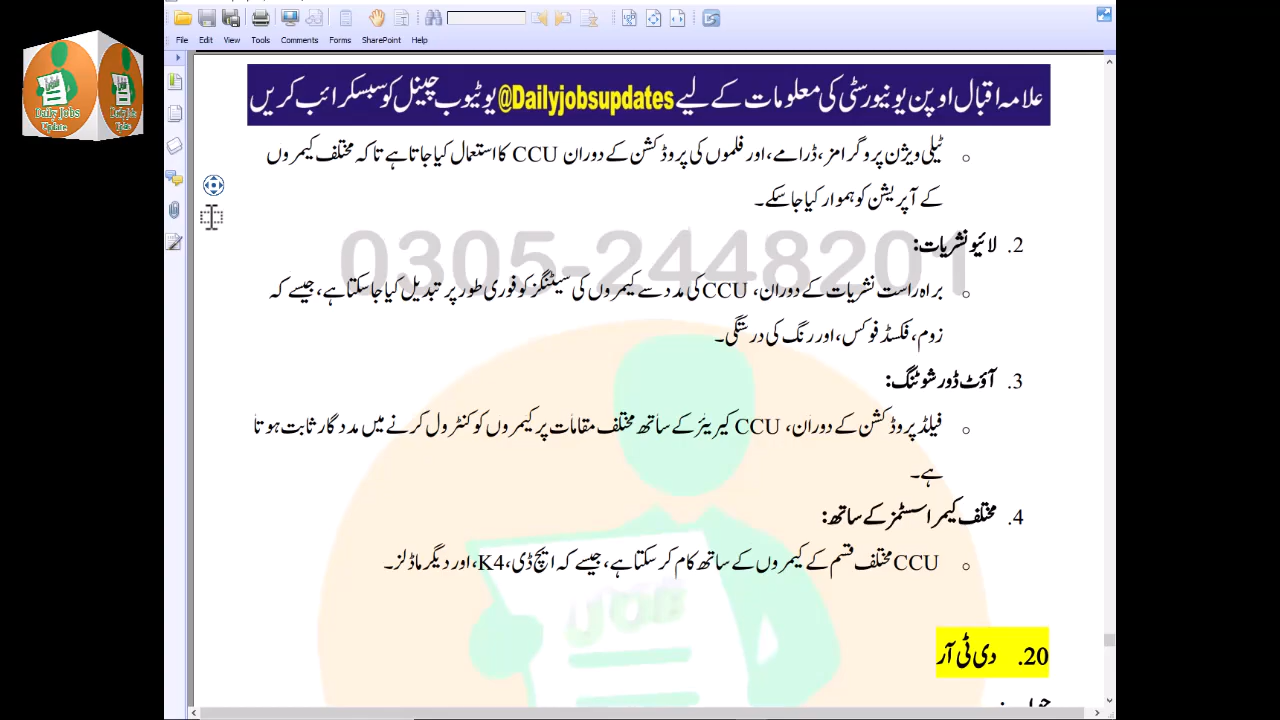 File Edit View Tools Comments Forms SharePoint Help
Daily Jobs
Update
علامہ اقبال اوپن یونیورسٹی کی معلومات کے لیے @Dailyjobsupdates یوٹیوب چینل کو سبسکرائب کریں
ٹیلی ویژن پروگرامز، ڈرامے، اور فلموں کی پروڈکشن کے دوران CCU کا استعمال کیا جاتا ہے تاکہ مختلف کیمروں
کے آپریشن کو ہموار کیا جا سکے۔
0305-2448201
2. لائیو نشریات:
براہ راست نشریات کے دوران، CCU کی مدد سے کیمروں کی سیٹنگز کو فوری طور پر تبدیل کیا جا سکتا ہے، جیسے کہ
زوم، فکسڈ فوکس، اور رنگ کی درستگی۔
3. آؤٹ ڈور شوٹنگ:
فیلڈ پروڈکشن کے دوران، CCU کیریئر کے ساتھ مختلف مقامات پر کیمروں کو کنٹرول کرنے میں مددگار ثابت ہوتا
ہے۔
4. مختلف کیمرا سسٹمز کے ساتھ:
CCU مختلف قسم کے کیمروں کے ساتھ کام کر سکتا ہے، جیسے کہ ایچ ڈی، K4، اور دیگر ماڈلز۔
JOB
20. دی ٹی آر